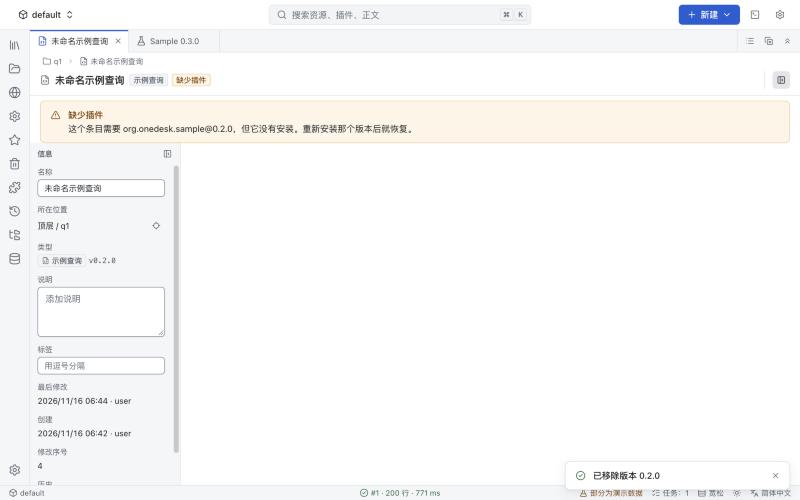 default
搜索资源、插件、正文
⌘ K
新建
未命名示例查询
Sample 0.3.0
q1
未命名示例查询
未命名示例查询 示例查询 缺少插件
缺少插件
这个条目需要 org.onedesk.sample@0.2.0，但它没有安装。重新安装那个版本后就恢复。
信息
名称
未命名示例查询
所在位置
顶层 / q1
类型
示例查询 v0.2.0
说明
添加说明
标签
用逗号分隔
最后修改
2026/11/16 06:44 · user
创建
2026/11/16 06:42 · user
修改序号
4
历史
已移除版本 0.2.0
default
#1 · 200 行 · 771 ms
部分为演示数据
任务：1
宽松
简体中文